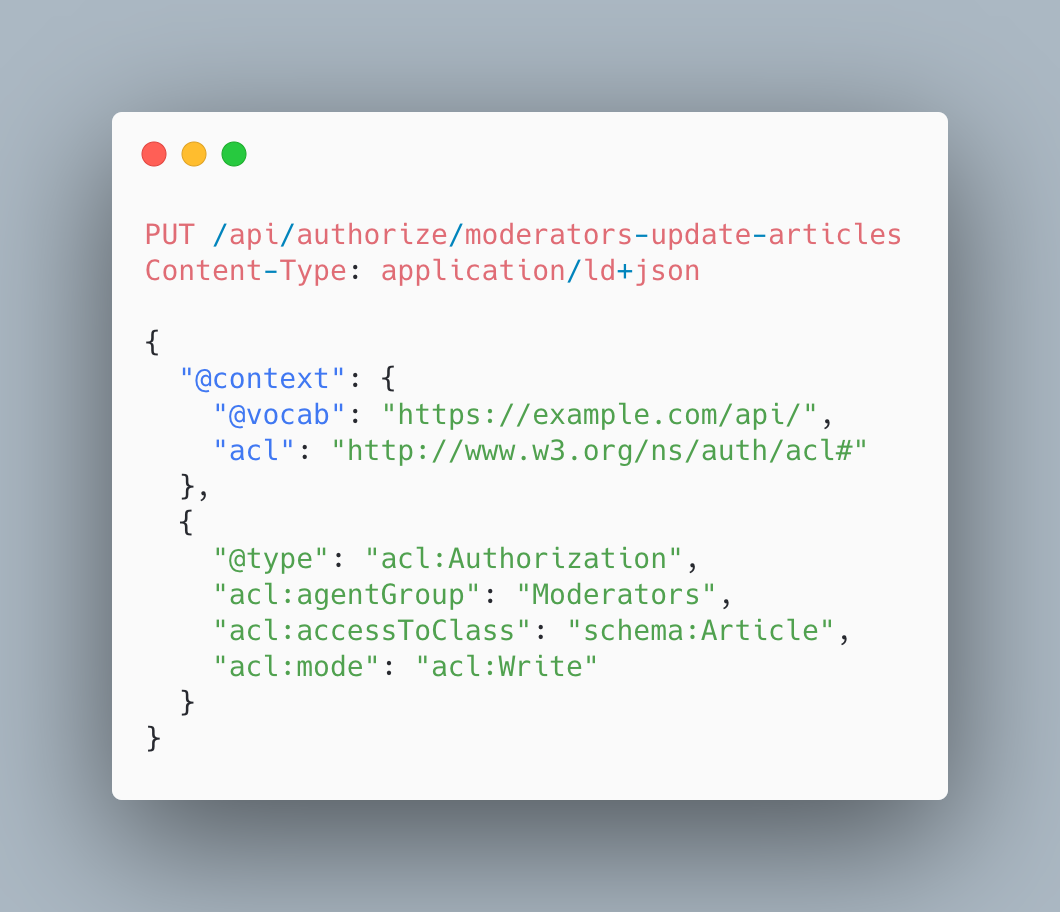 PUT /api/authorize/moderators-update-articles
Content-Type: application/ld+json
{
"@context": {
"@vocab": "https://example.com/api/",
"acl": "http://www.w3.org/ns/auth/acl#"
},
{
"@type": "acl:Authorization",
"acl:agentGroup": "Moderators",
"acl:accessToClass": "schema:Article",
"acl:mode": "acl:Write"
}
}